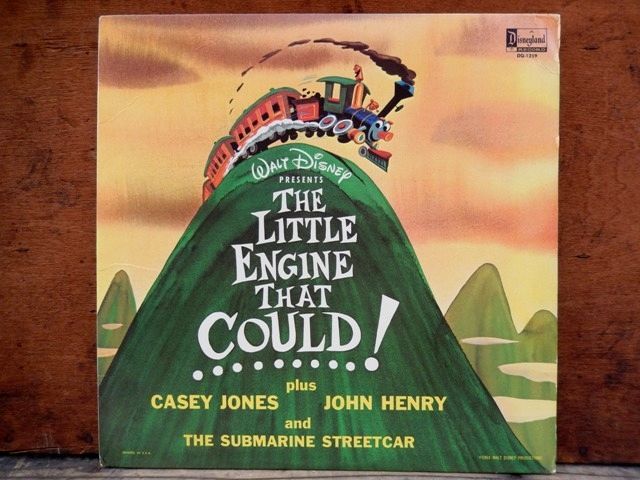 Disneyland
RECORD
DQ-1259
WALT DISNEY
PRESENTS
THE
LITTLE
ENGINE
THAT
COULD!
plus
CASEY JONES JOHN HENRY
and
THE SUBMARINE STREETCAR